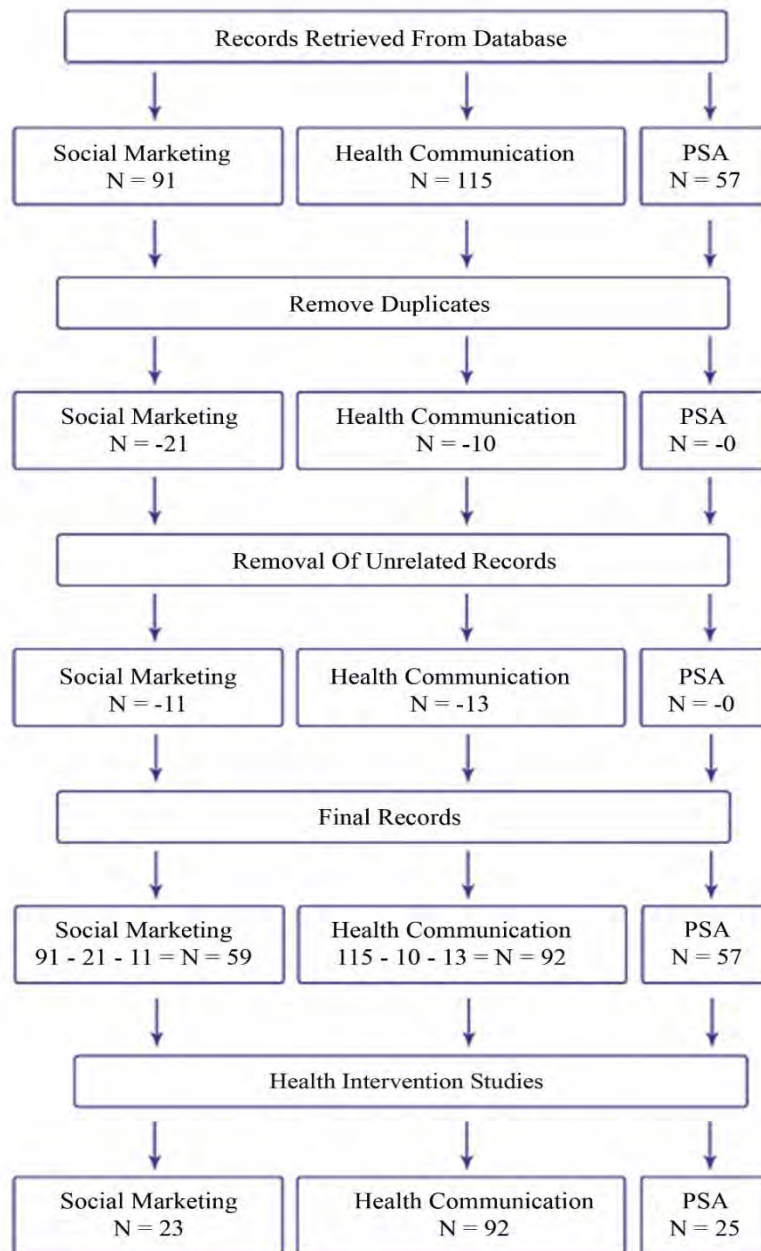 Records Retrieved From Database
Social Marketing
N = 91
Health Communication
N = 115
PSA
N = 57
Remove Duplicates
Social Marketing
N = -21
Health Communication
N = -10
PSA
N = -0
Removal Of Unrelated Records
Social Marketing
N = -11
Health Communication
N = -13
PSA
N = -0
Final Records
Social Marketing
91 - 21 - 11 = N = 59
Health Communication
115 - 10 - 13 = N = 92
PSA
N = 57
Health Intervention Studies
Social Marketing
N = 23
Health Communication
N = 92
PSA
N = 25